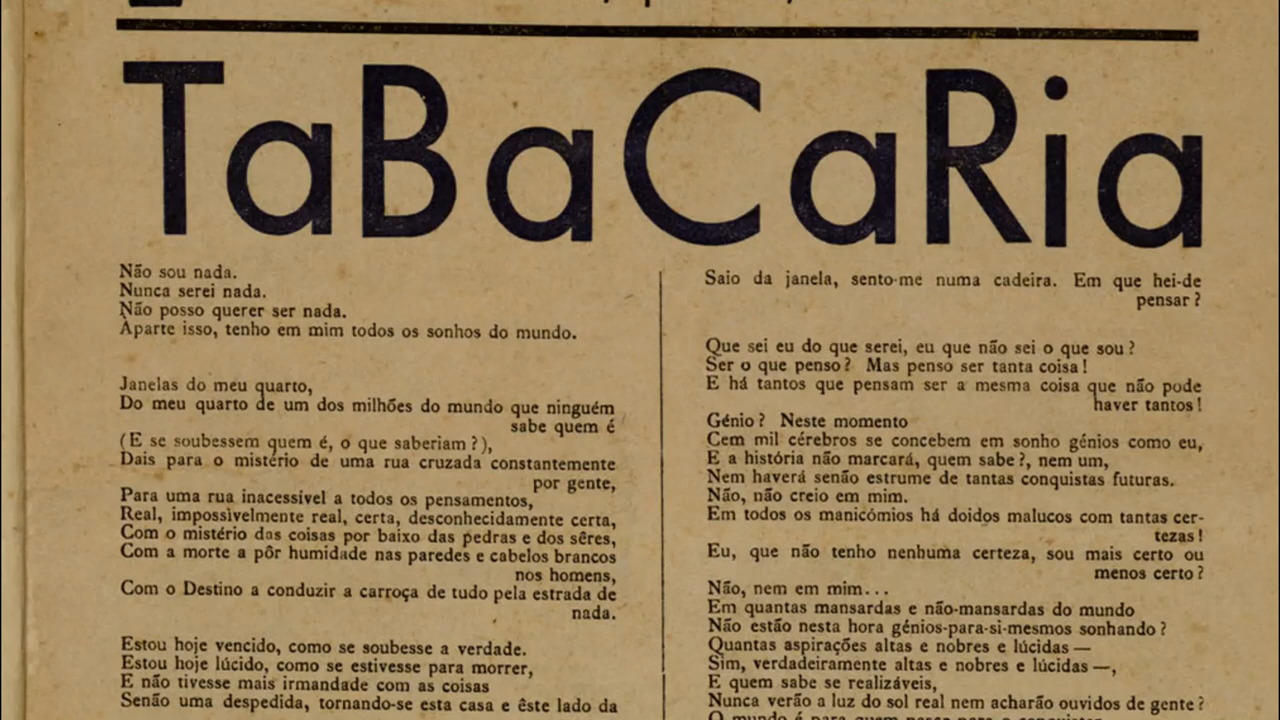 TaBaCaRia
Não sou nada.
Nunca serei nada.
Não posso querer ser nada.
Àparte isso, tenho em mim todos os sonhos do mundo.
Janelas do meu quarto,
Do meu quarto de um dos milhões do mundo que ninguém
sabe quem é
(E se soubessem quem é, o que saberiam?),
Dais para o mistério de uma rua cruzada constantemente
por gente,
Para uma rua inacessível a todos os pensamentos,
Real, impossìvelmente real, certa, desconhecidamente certa,
Com o mistério das coisas por baixo das pedras e dos sêres,
Com a morte a pôr humidade nas paredes e cabelos brancos
nos homens,
Com o Destino a conduzir a carroça de tudo pela estrada de
nada.
Estou hoje vencido, como se soubesse a verdade.
Estou hoje lúcido, como se estivesse para morrer,
E não tivesse mais irmandade com as coisas
Senão uma despedida, tornando-se esta casa e êste lado da
Saio da janela, sento-me numa cadeira. Em que hei-de
pensar?
Que sei eu do que serei, eu que não sei o que sou?
Ser o que penso? Mas penso ser tanta coisa!
E há tantos que pensam ser a mesma coisa que não pode
haver tantos!
Génio? Neste momento
Cem mil cérebros se concebem em sonho génios como eu,
E a história não marcará, quem sabe?, nem um,
Nem haverá senão estrume de tantas conquistas futuras.
Não, não creio em mim.
Em todos os manicómios há doidos malucos com tantas cer-
tezas!
Eu, que não tenho nenhuma certeza, sou mais certo ou
menos certo?
Não, nem em mim...
Em quantas mansardas e não-mansardas do mundo
Não estão nesta hora génios-para-si-mesmos sonhando?
Quantas aspirações altas e nobres e lúcidas —
Sim, verdadeiramente altas e nobres e lúcidas —,
E quem sabe se realizáveis,
Nunca verão a luz do sol real nem acharão ouvidos de gente?
O mundo é para quem nasce para o conquistar